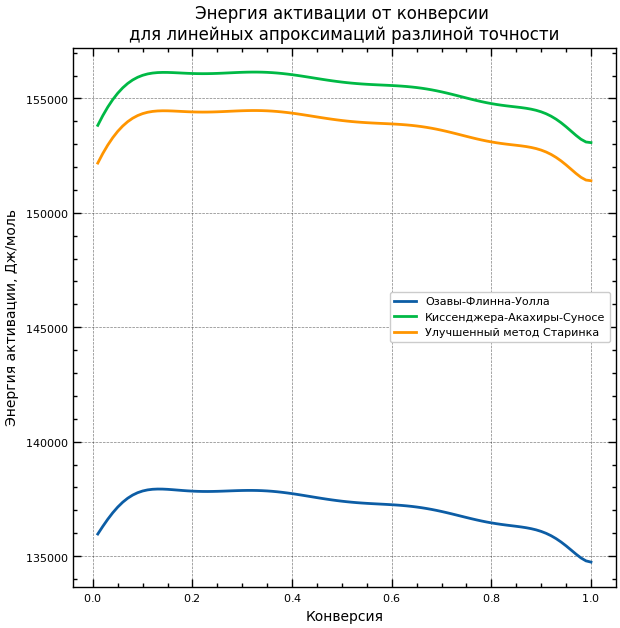 Энергия активации от конверсии
для линейных апроксимаций разлиной точности
Энергия активации, Дж/моль
155000
150000
145000
140000
135000
Озавы-Флинна-Уолла
Киссенджера-Акахиры-Суносе
Улучшенный метод Старинка
0.0 0.2 0.4 0.6 0.8 1.0
Конверсия